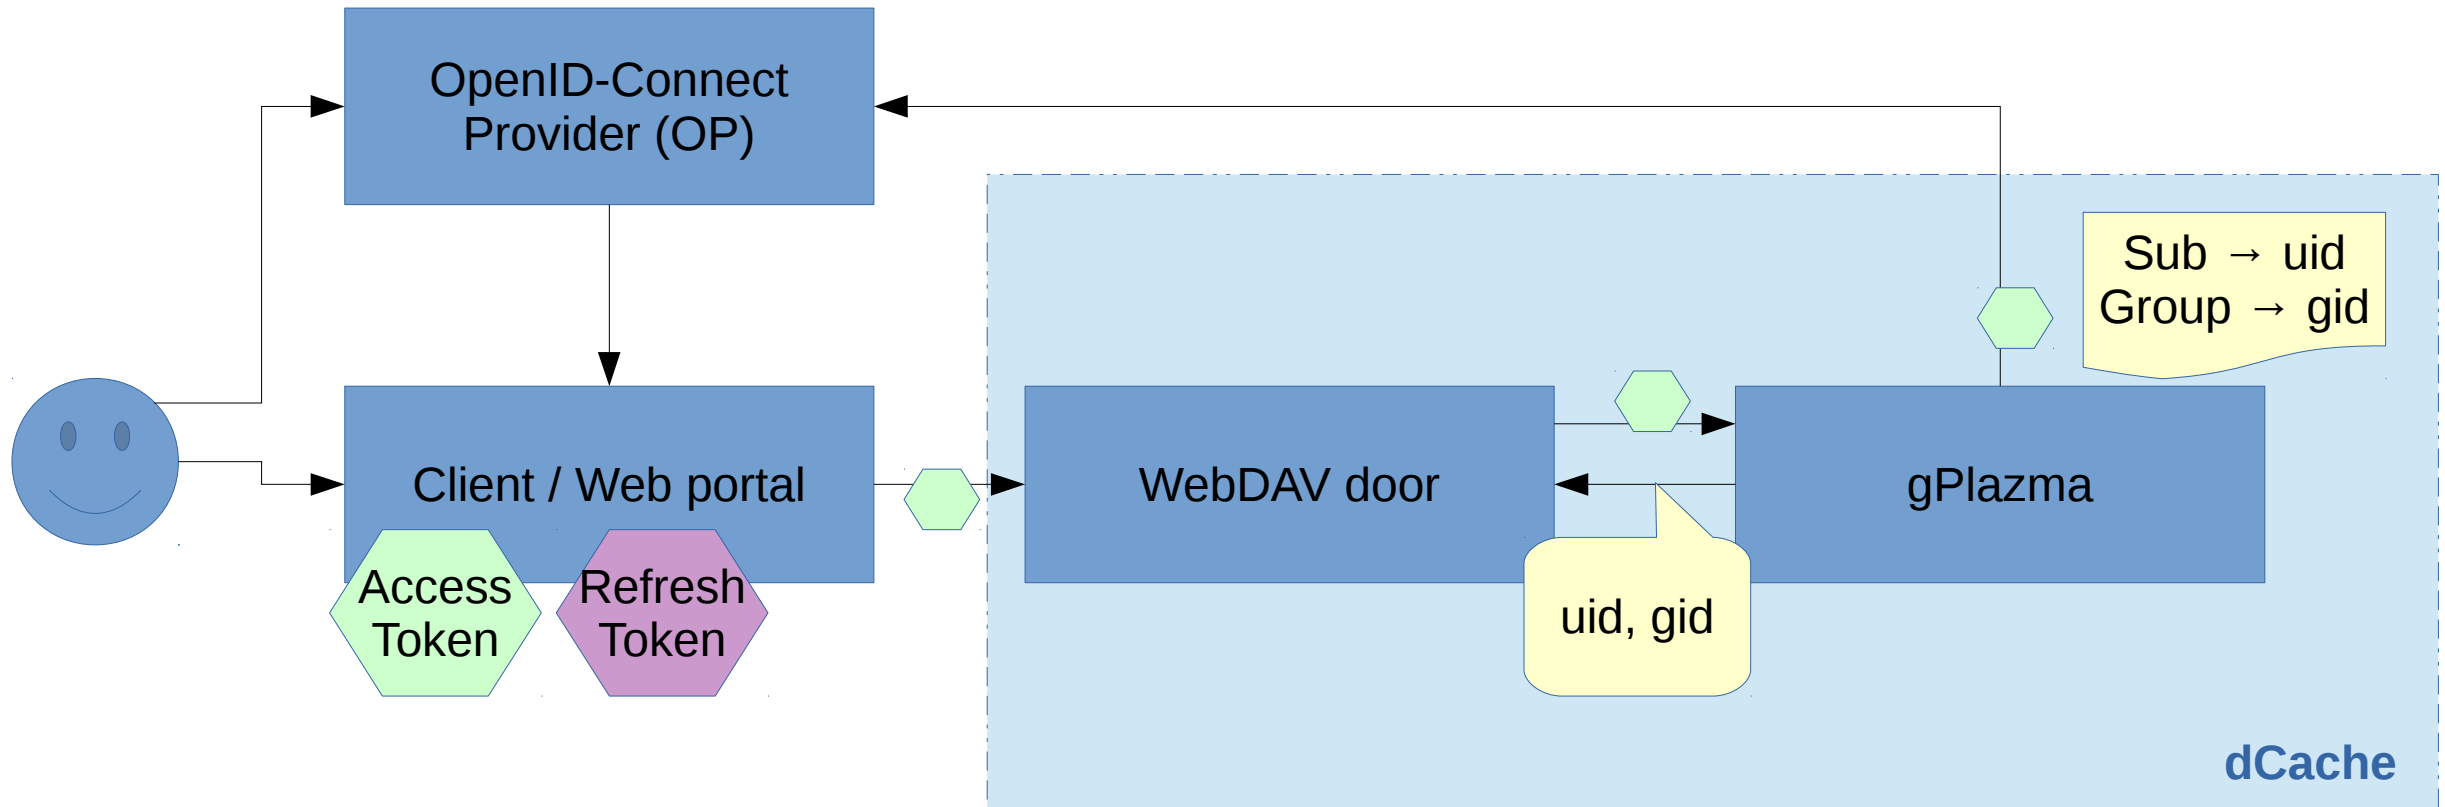 OpenID-Connect
Provider (OP)
Sub → uid
Group → gid
Client / Web portal
WebDAV door
gPlazma
Access
Token
Refresh
Token
uid, gid
dCache